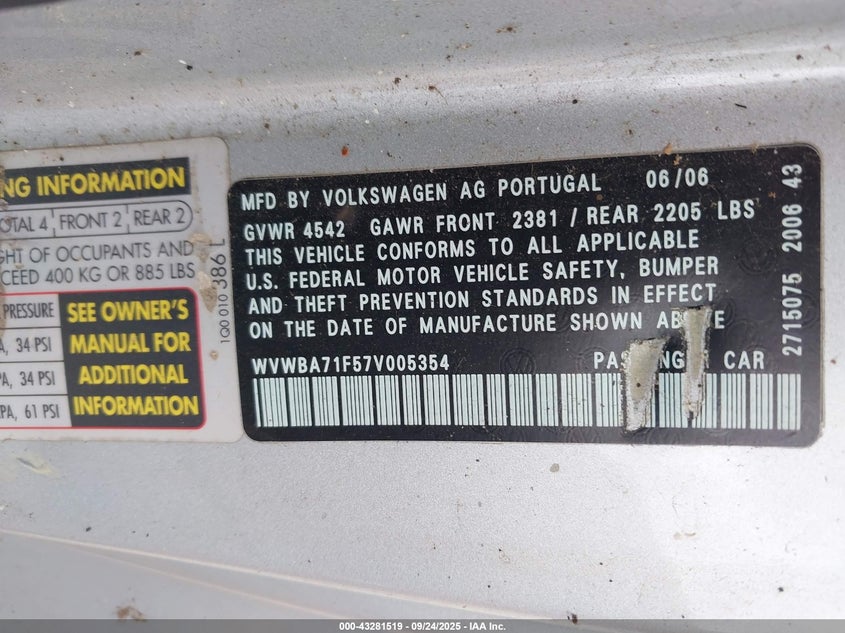 NG INFORMATION
OTAL 4 FRONT 2 REAR 2
GHT OF OCCUPANTS AND
CEED 400 KG OR 885 LBS
PRESSURE
A, 34 PSI
PA, 34 PSI
PA, 61 PSI
SEE OWNER'S
MANUAL FOR
ADDITIONAL
INFORMATION
1Q0 010 386 L
MFD BY VOLKSWAGEN AG PORTUGAL 06/06
GVWR 4542 GAWR FRONT 2381 / REAR 2205 LBS
THIS VEHICLE CONFORMS TO ALL APPLICABLE
U.S. FEDERAL MOTOR VEHICLE SAFETY, BUMPER
AND THEFT PREVENTION STANDARDS IN EFFECT
ON THE DATE OF MANUFACTURE SHOWN
WVWBA71F57V005354 CAR
2715075 2006 43
000-43281519 - 09/24/2025 - IAA Inc.